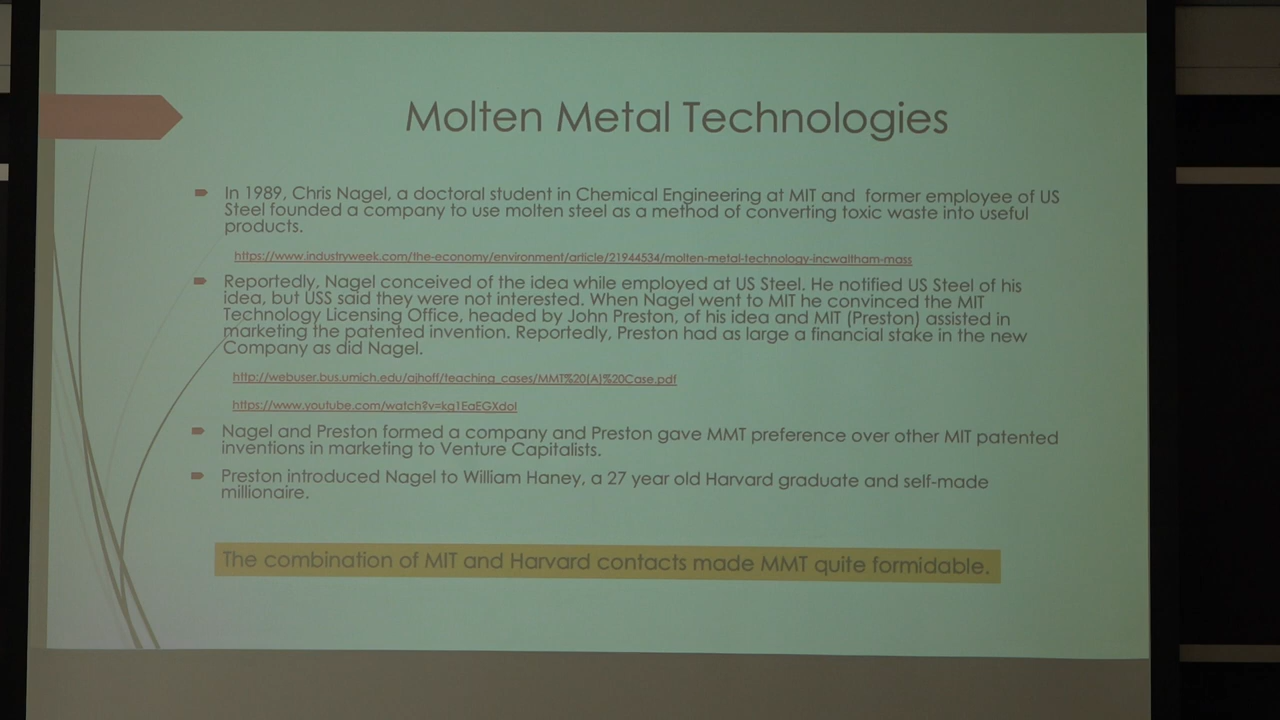 Molten Metal Technologies
In 1989, Chris Nagel, a doctoral student in Chemical Engineering at MIT and former employee of US
Steel founded a company to use molten steel as a method of converting toxic waste into useful
products.
https://www.industryweek.com/the-economy/environment/article/21944534/molten-metal-technology-incwaltham-mass
Reportedly, Nagel conceived of the idea while employed at US Steel. He notified US Steel of his
idea, but USS said they were not interested. When Nagel went to MIT he convinced the MIT
Technology Licensing Office, headed by John Preston, of his idea and MIT (Preston) assisted in
marketing the patented invention. Reportedly, Preston had as large a financial stake in the new
Company as did Nagel.
http://webuser.bus.umich.edu/ajhoff/teaching_cases/MMT%20(A)%20Case.pdf
https://www.youtube.com/watch?v=kg1EaEGXdoI
Nagel and Preston formed a company and Preston gave MMT preference over other MIT patented
inventions in marketing to Venture Capitalists.
Preston introduced Nagel to William Haney, a 27 year old Harvard graduate and self-made
millionaire.
The combination of MIT and Harvard contacts made MMT quite formidable.